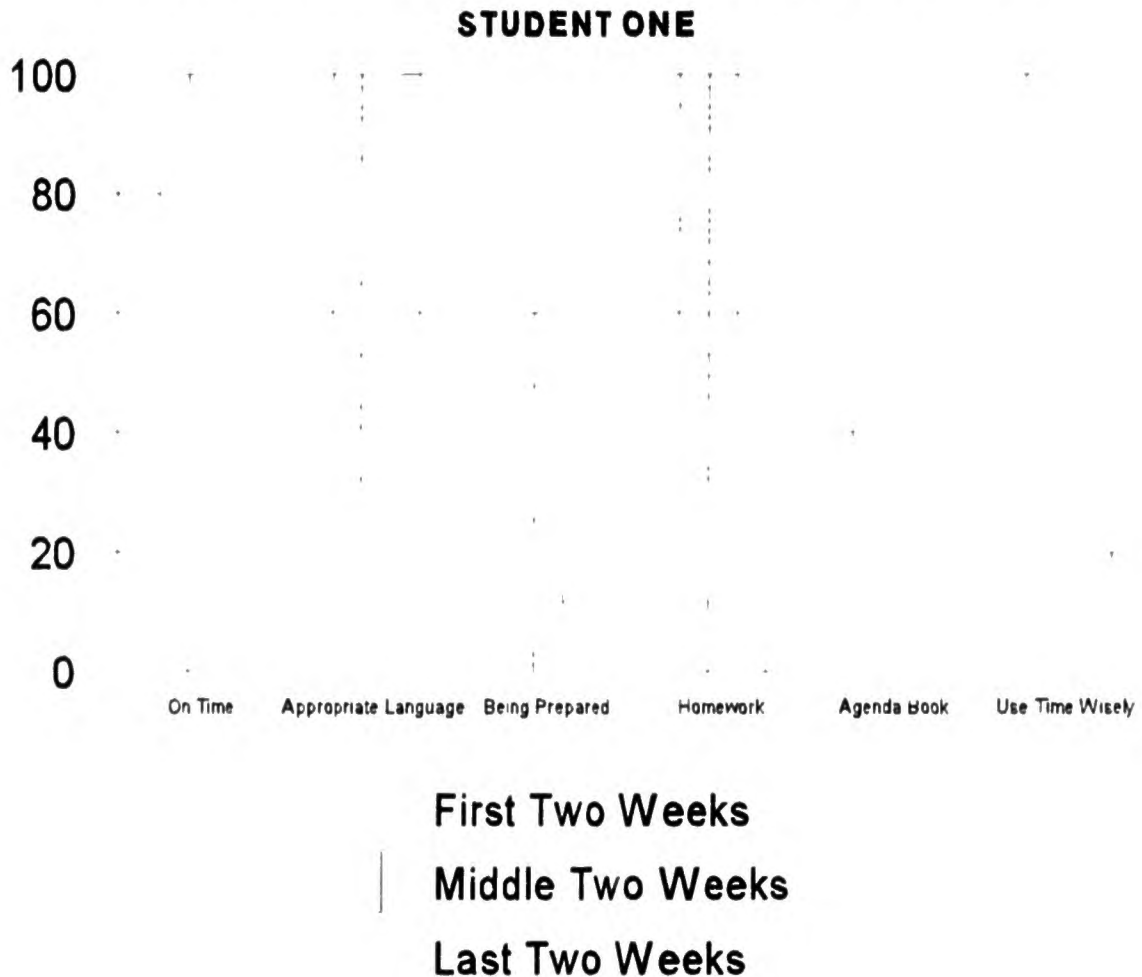 STUDENT ONE
100
80
60
40
20
0
On Time Appropriate Language Being Prepared Homework Agenda Book Use Time Wisely
First Two Weeks
Middle Two Weeks
Last Two Weeks